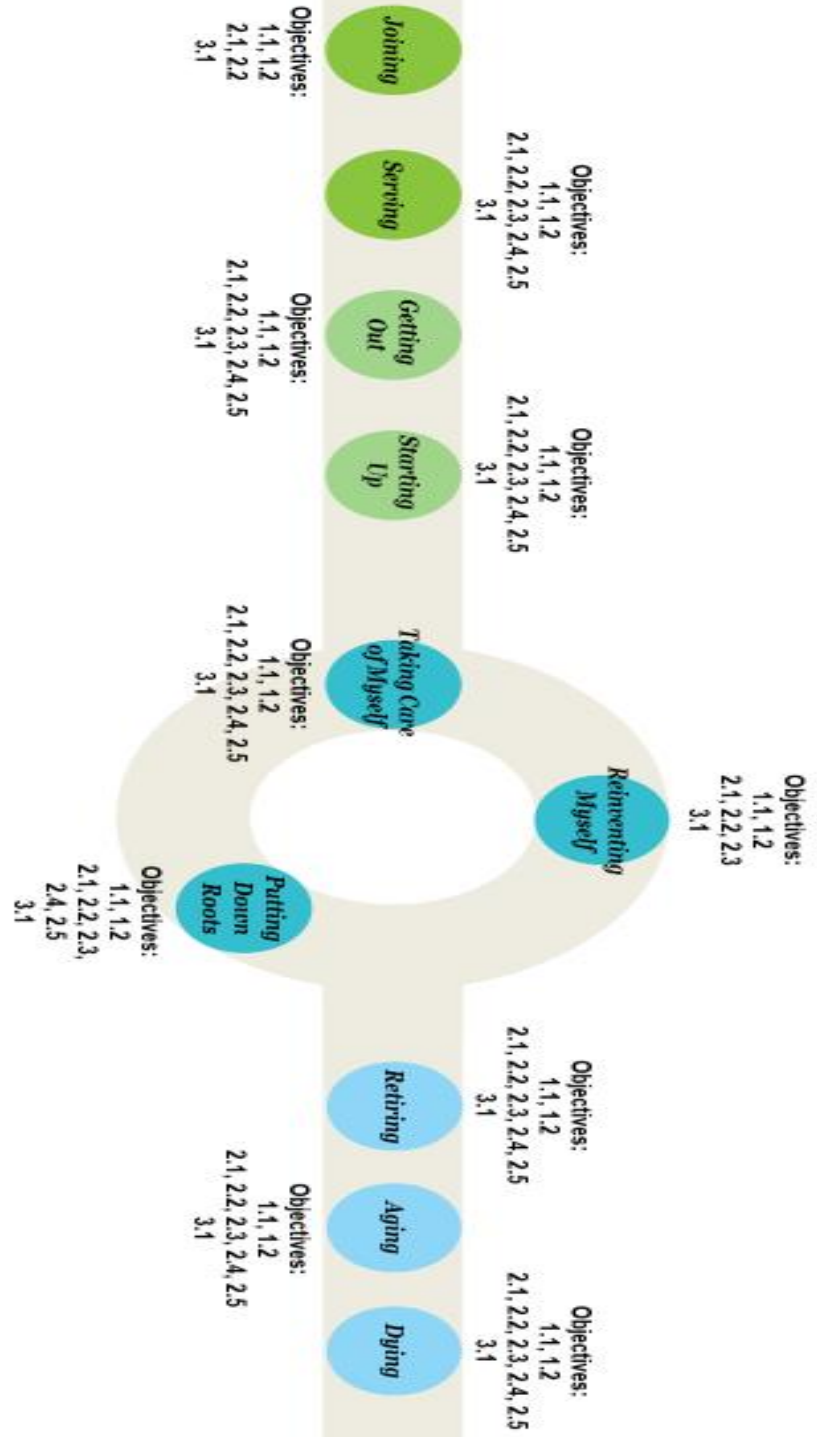 Joining
Objectives:
1.1, 1.2
2.1, 2.2
3.1
Objectives:
1.1, 1.2
2.1, 2.2, 2.3, 2.4, 2.5
3.1
Serving
Getting
Out
Objectives:
1.1, 1.2
2.1, 2.2, 2.3, 2.4, 2.5
3.1
Objectives:
1.1, 1.2
2.1, 2.2, 2.3, 2.4, 2.5
3.1
Starting
Up
Taking Care
of Myself
Objectives:
1.1, 1.2
2.1, 2.2, 2.3, 2.4, 2.5
3.1
Objectives:
1.1, 1.2
2.1, 2.2, 2.3
3.1
Reinventing
Myself
Putting
Down
Roots
Objectives:
1.1, 1.2
2.1, 2.2, 2.3,
2.4, 2.5
3.1
Objectives:
1.1, 1.2
2.1, 2.2, 2.3, 2.4, 2.5
3.1
Retiring
Aging
Objectives:
1.1, 1.2
2.1, 2.2, 2.3, 2.4, 2.5
3.1
Objectives:
1.1, 1.2
2.1, 2.2, 2.3, 2.4, 2.5
3.1
Dying